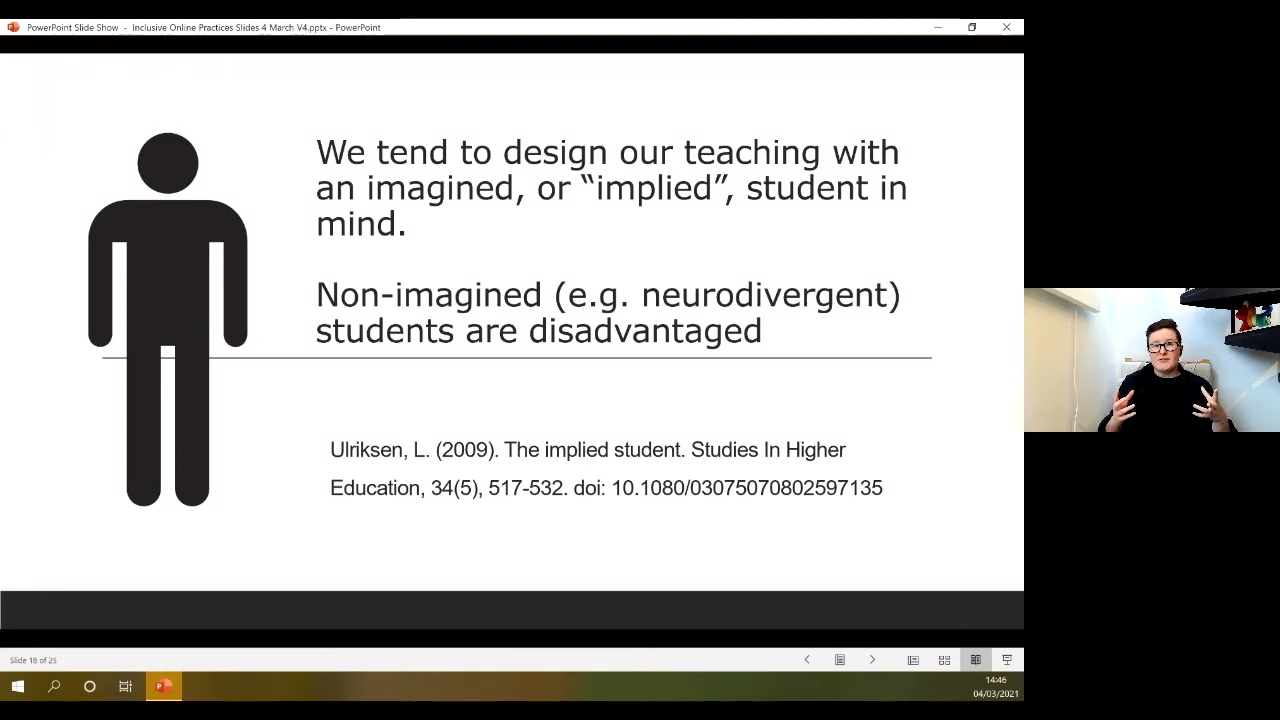 PowerPoint Slide Show - Inclusive Online Practices Slides 4 March V4.pptx - PowerPoint
We tend to design our teaching with
an imagined, or “implied”, student in
mind.
Non-imagined (e.g. neurodivergent)
students are disadvantaged
Ulriksen, L. (2009). The implied student. Studies In Higher
Education, 34(5), 517-532. doi: 10.1080/03075070802597135
Slide 18 of 25
14:46
04/03/2021